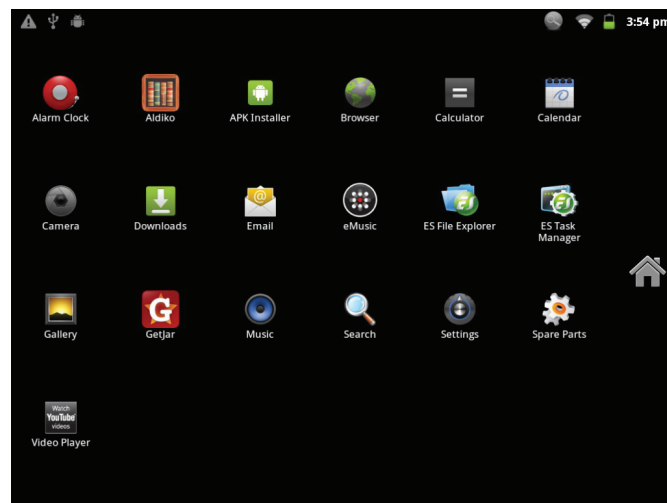 3:54 pm
Alarm Clock
Aldiko
APK Installer
Browser
Calculator
Calendar
Camera
Downloads
Email
eMusic
ES File Explorer
ES Task
Manager
Gallery
G
GetJar
Music
Search
Settings
Spare Parts
Watch
YouTube
videos
Video Player